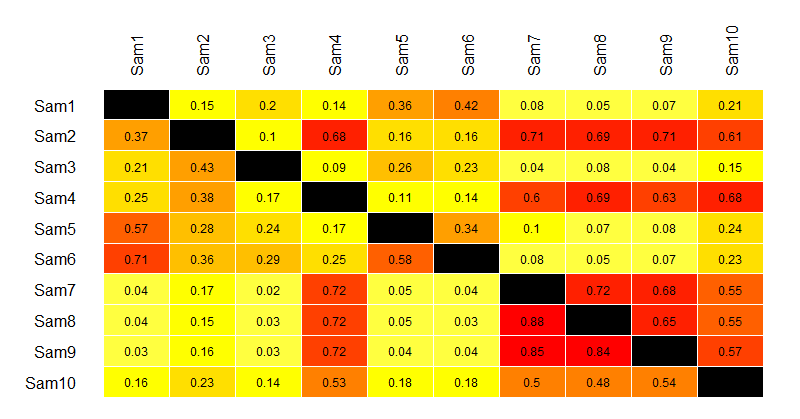 Sam1 Sam2 Sam3 Sam4 Sam5 Sam6 Sam7 Sam8 Sam9 Sam10
Sam1 0.15 0.2 0.14 0.36 0.42 0.08 0.05 0.07 0.21
Sam2 0.37 0.1 0.68 0.16 0.16 0.71 0.69 0.71 0.61
Sam3 0.21 0.43 0.09 0.26 0.23 0.04 0.08 0.04 0.15
Sam4 0.25 0.38 0.17 0.11 0.14 0.6 0.69 0.63 0.68
Sam5 0.57 0.28 0.24 0.17 0.34 0.1 0.07 0.08 0.24
Sam6 0.71 0.36 0.29 0.25 0.58 0.08 0.05 0.07 0.23
Sam7 0.04 0.17 0.02 0.72 0.05 0.04 0.72 0.68 0.55
Sam8 0.04 0.15 0.03 0.72 0.05 0.03 0.88 0.65 0.55
Sam9 0.03 0.16 0.03 0.72 0.04 0.04 0.85 0.84 0.57
Sam10 0.16 0.23 0.14 0.53 0.18 0.18 0.5 0.48 0.54